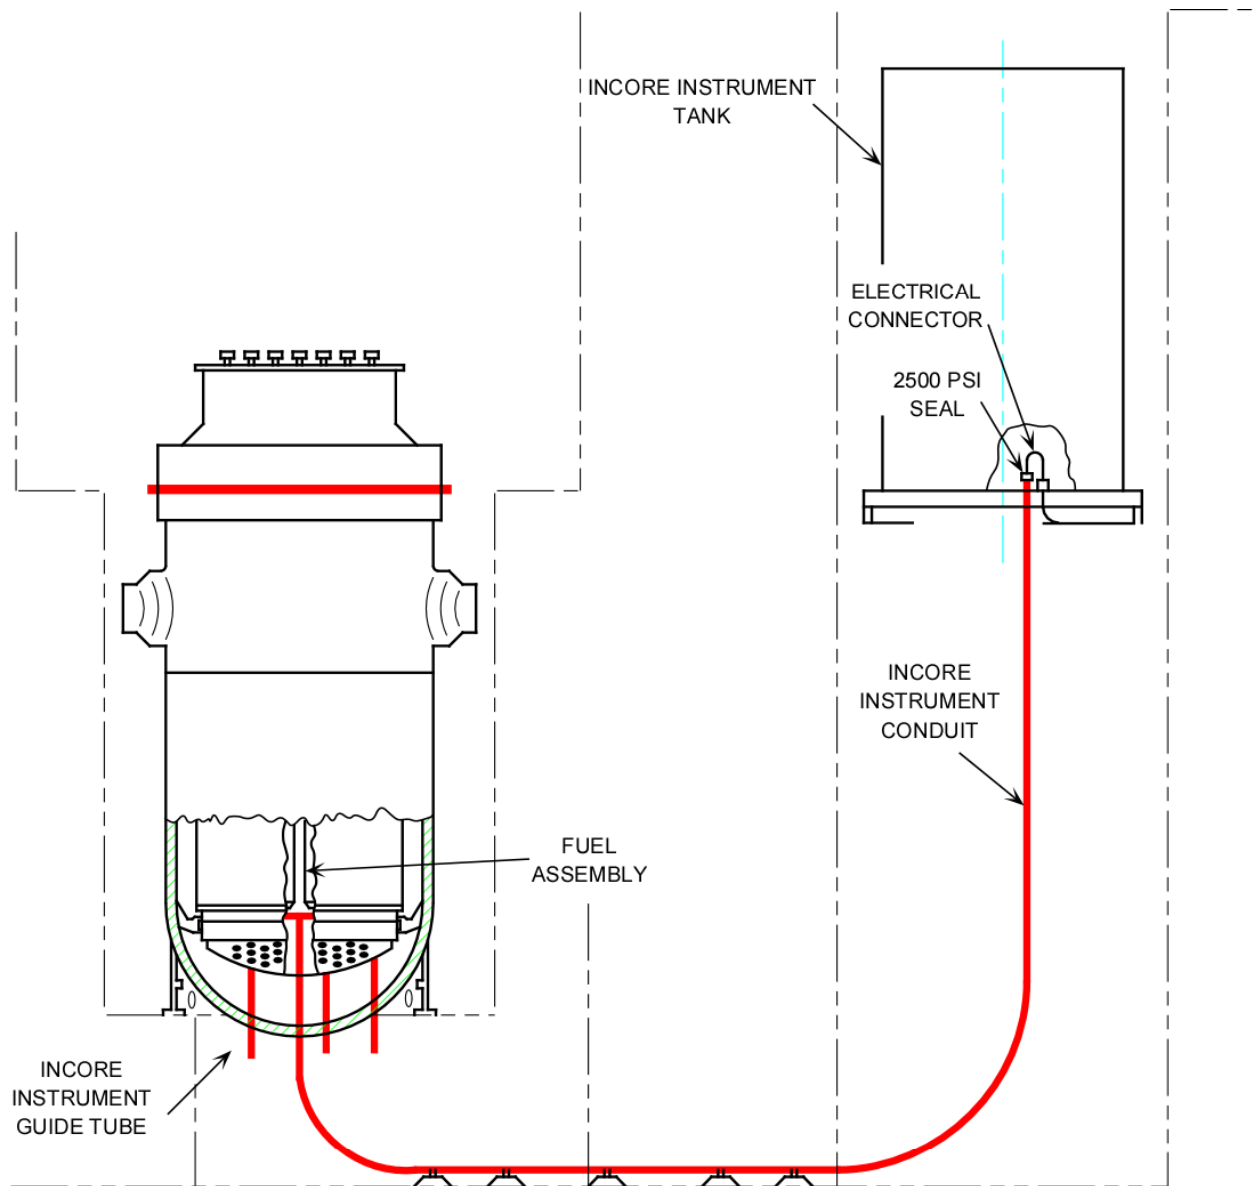 INCORE INSTRUMENT
TANK
ELECTRICAL
CONNECTOR
2500 PSI
SEAL
INCORE
INSTRUMENT
CONDUIT
FUEL
ASSEMBLY
INCORE
INSTRUMENT
GUIDE TUBE